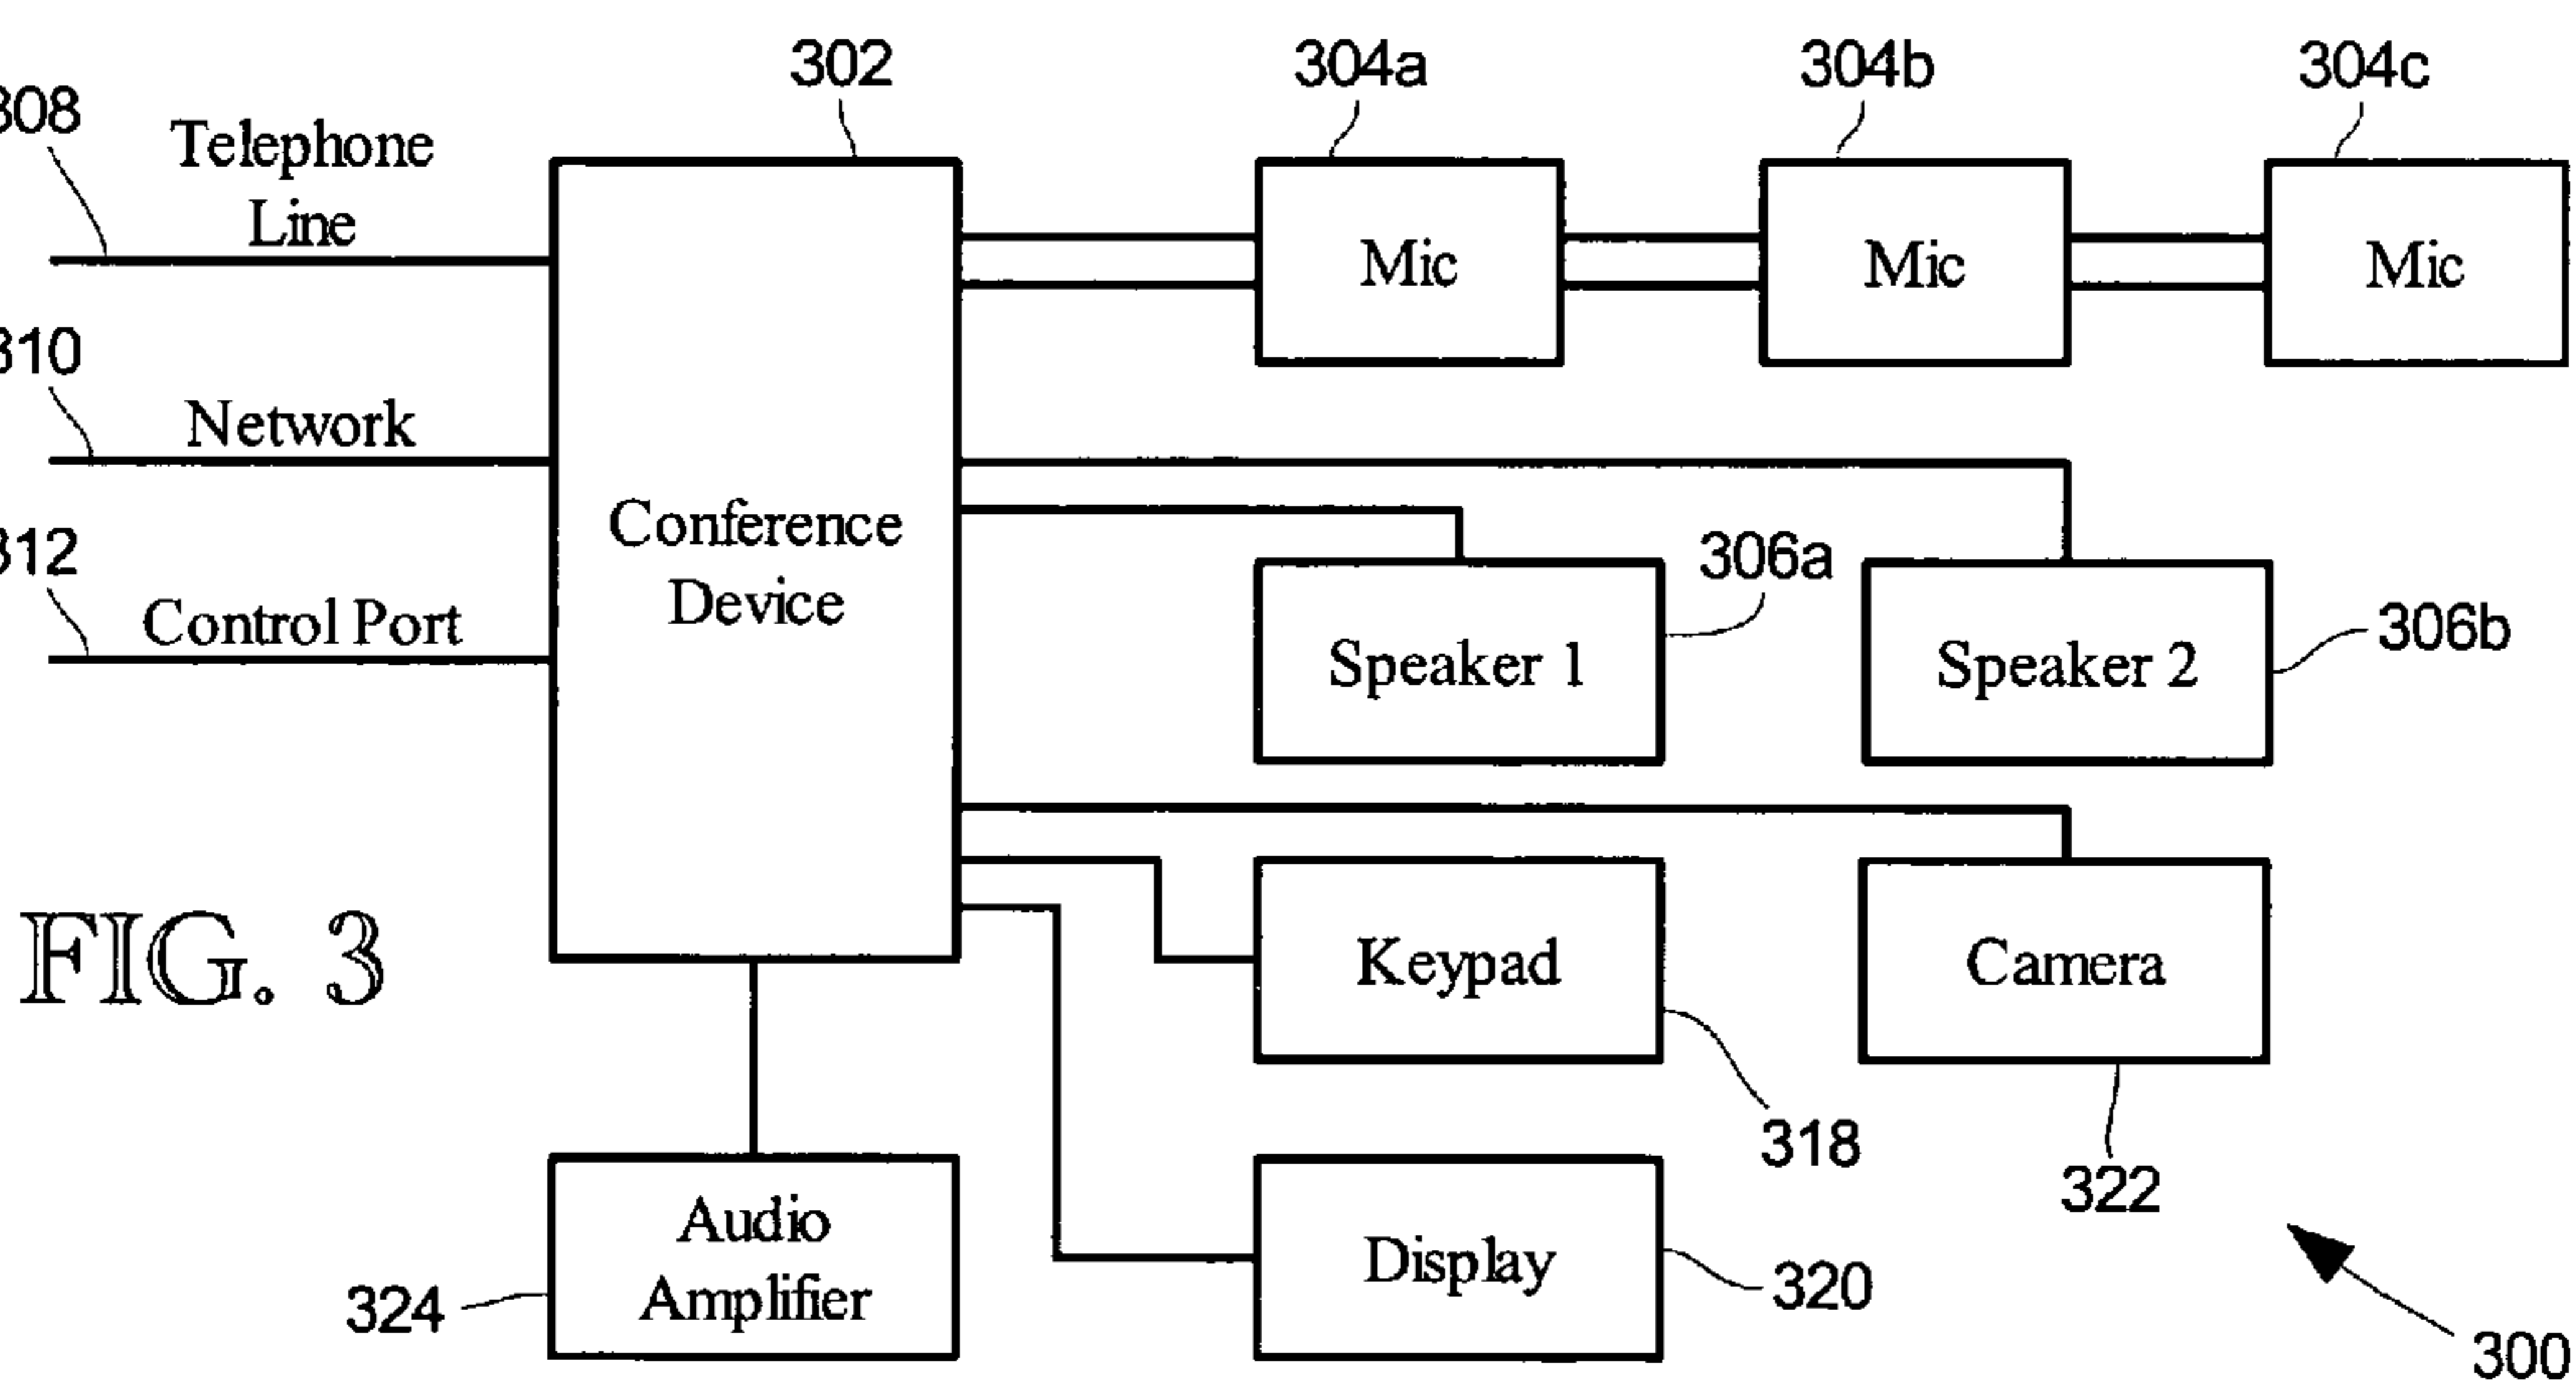 302
304a
304b
304c
308
Telephone
Line
Mic
Mic
Mic
310
Network
312
Control Port
Conference
Device
306a
Speaker 1
306b
Speaker 2
FIG. 3
Keypad
318
Camera
322
Audio
Amplifier
324
Display
320
300